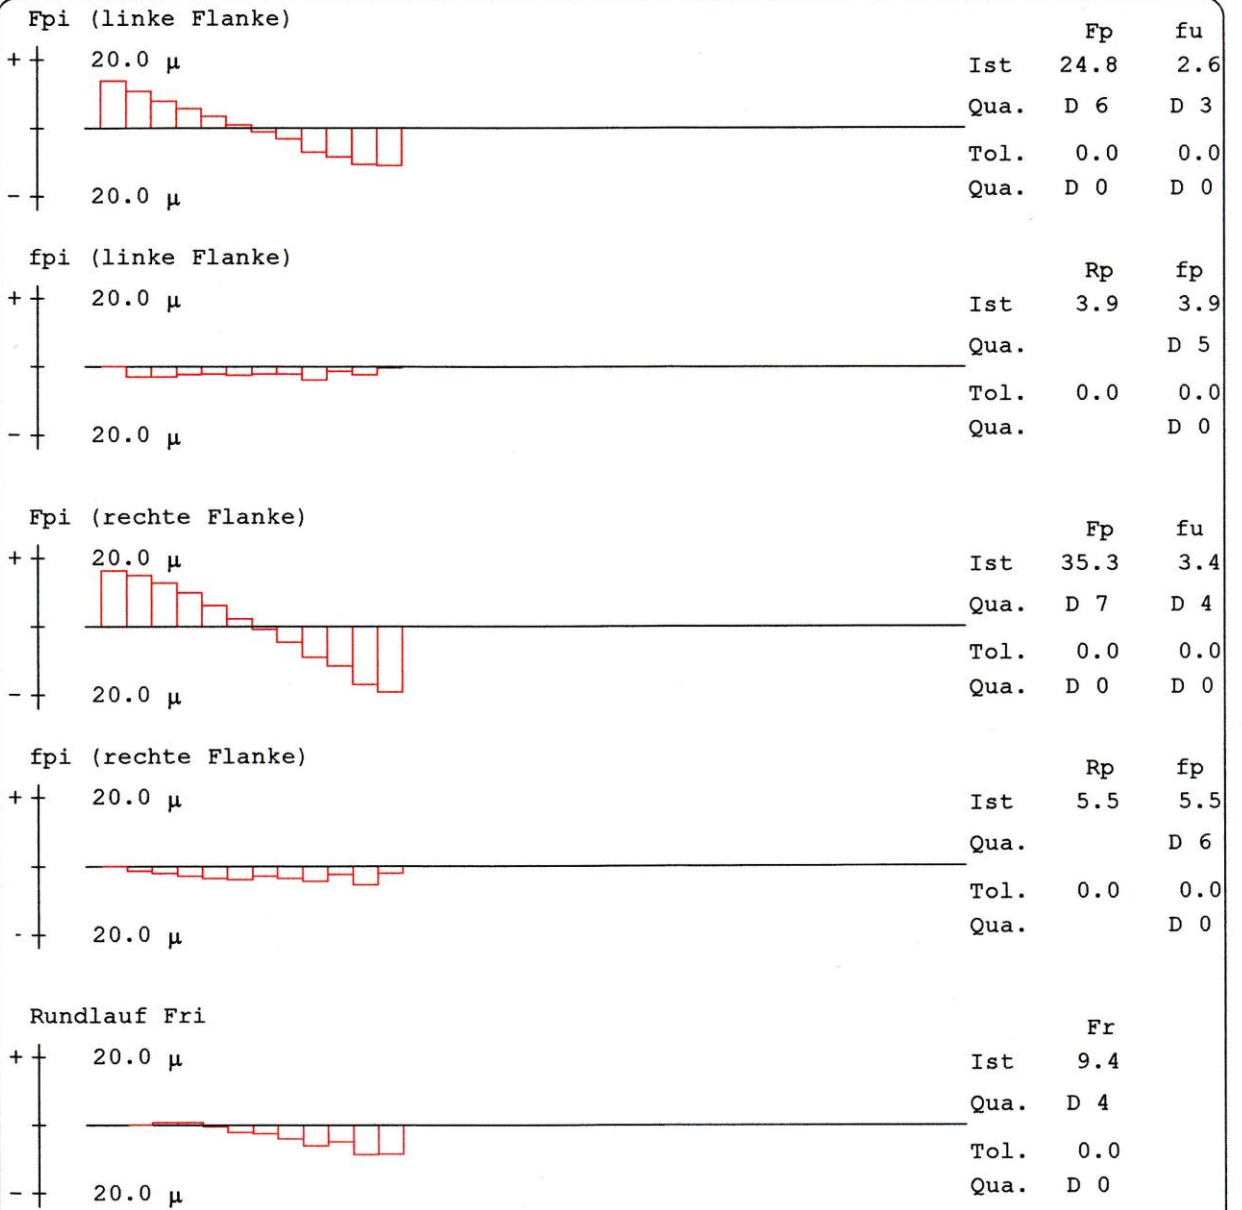 Fpi (linke Flanke)
Fp fu
+ 20.0 µ
Ist 24.8 2.6
Qua. D 6 D 3
Tol. 0.0 0.0
- 20.0 µ
Qua. D 0 D 0
fpi (linke Flanke)
Rp fp
+ 20.0 µ
Ist 3.9 3.9
Qua. D 5
Tol. 0.0 0.0
- 20.0 µ
Qua. D 0
Fpi (rechte Flanke)
Fp fu
+ 20.0 µ
Ist 35.3 3.4
Qua. D 7 D 4
Tol. 0.0 0.0
- 20.0 µ
Qua. D 0 D 0
fpi (rechte Flanke)
Rp fp
+ 20.0 µ
Ist 5.5 5.5
Qua. D 6
Tol. 0.0 0.0
- 20.0 µ
Qua. D 0
Rundlauf Fri
Fr
+ 20.0 µ
Ist 9.4
Qua. D 4
Tol. 0.0
- 20.0 µ
Qua. D 0